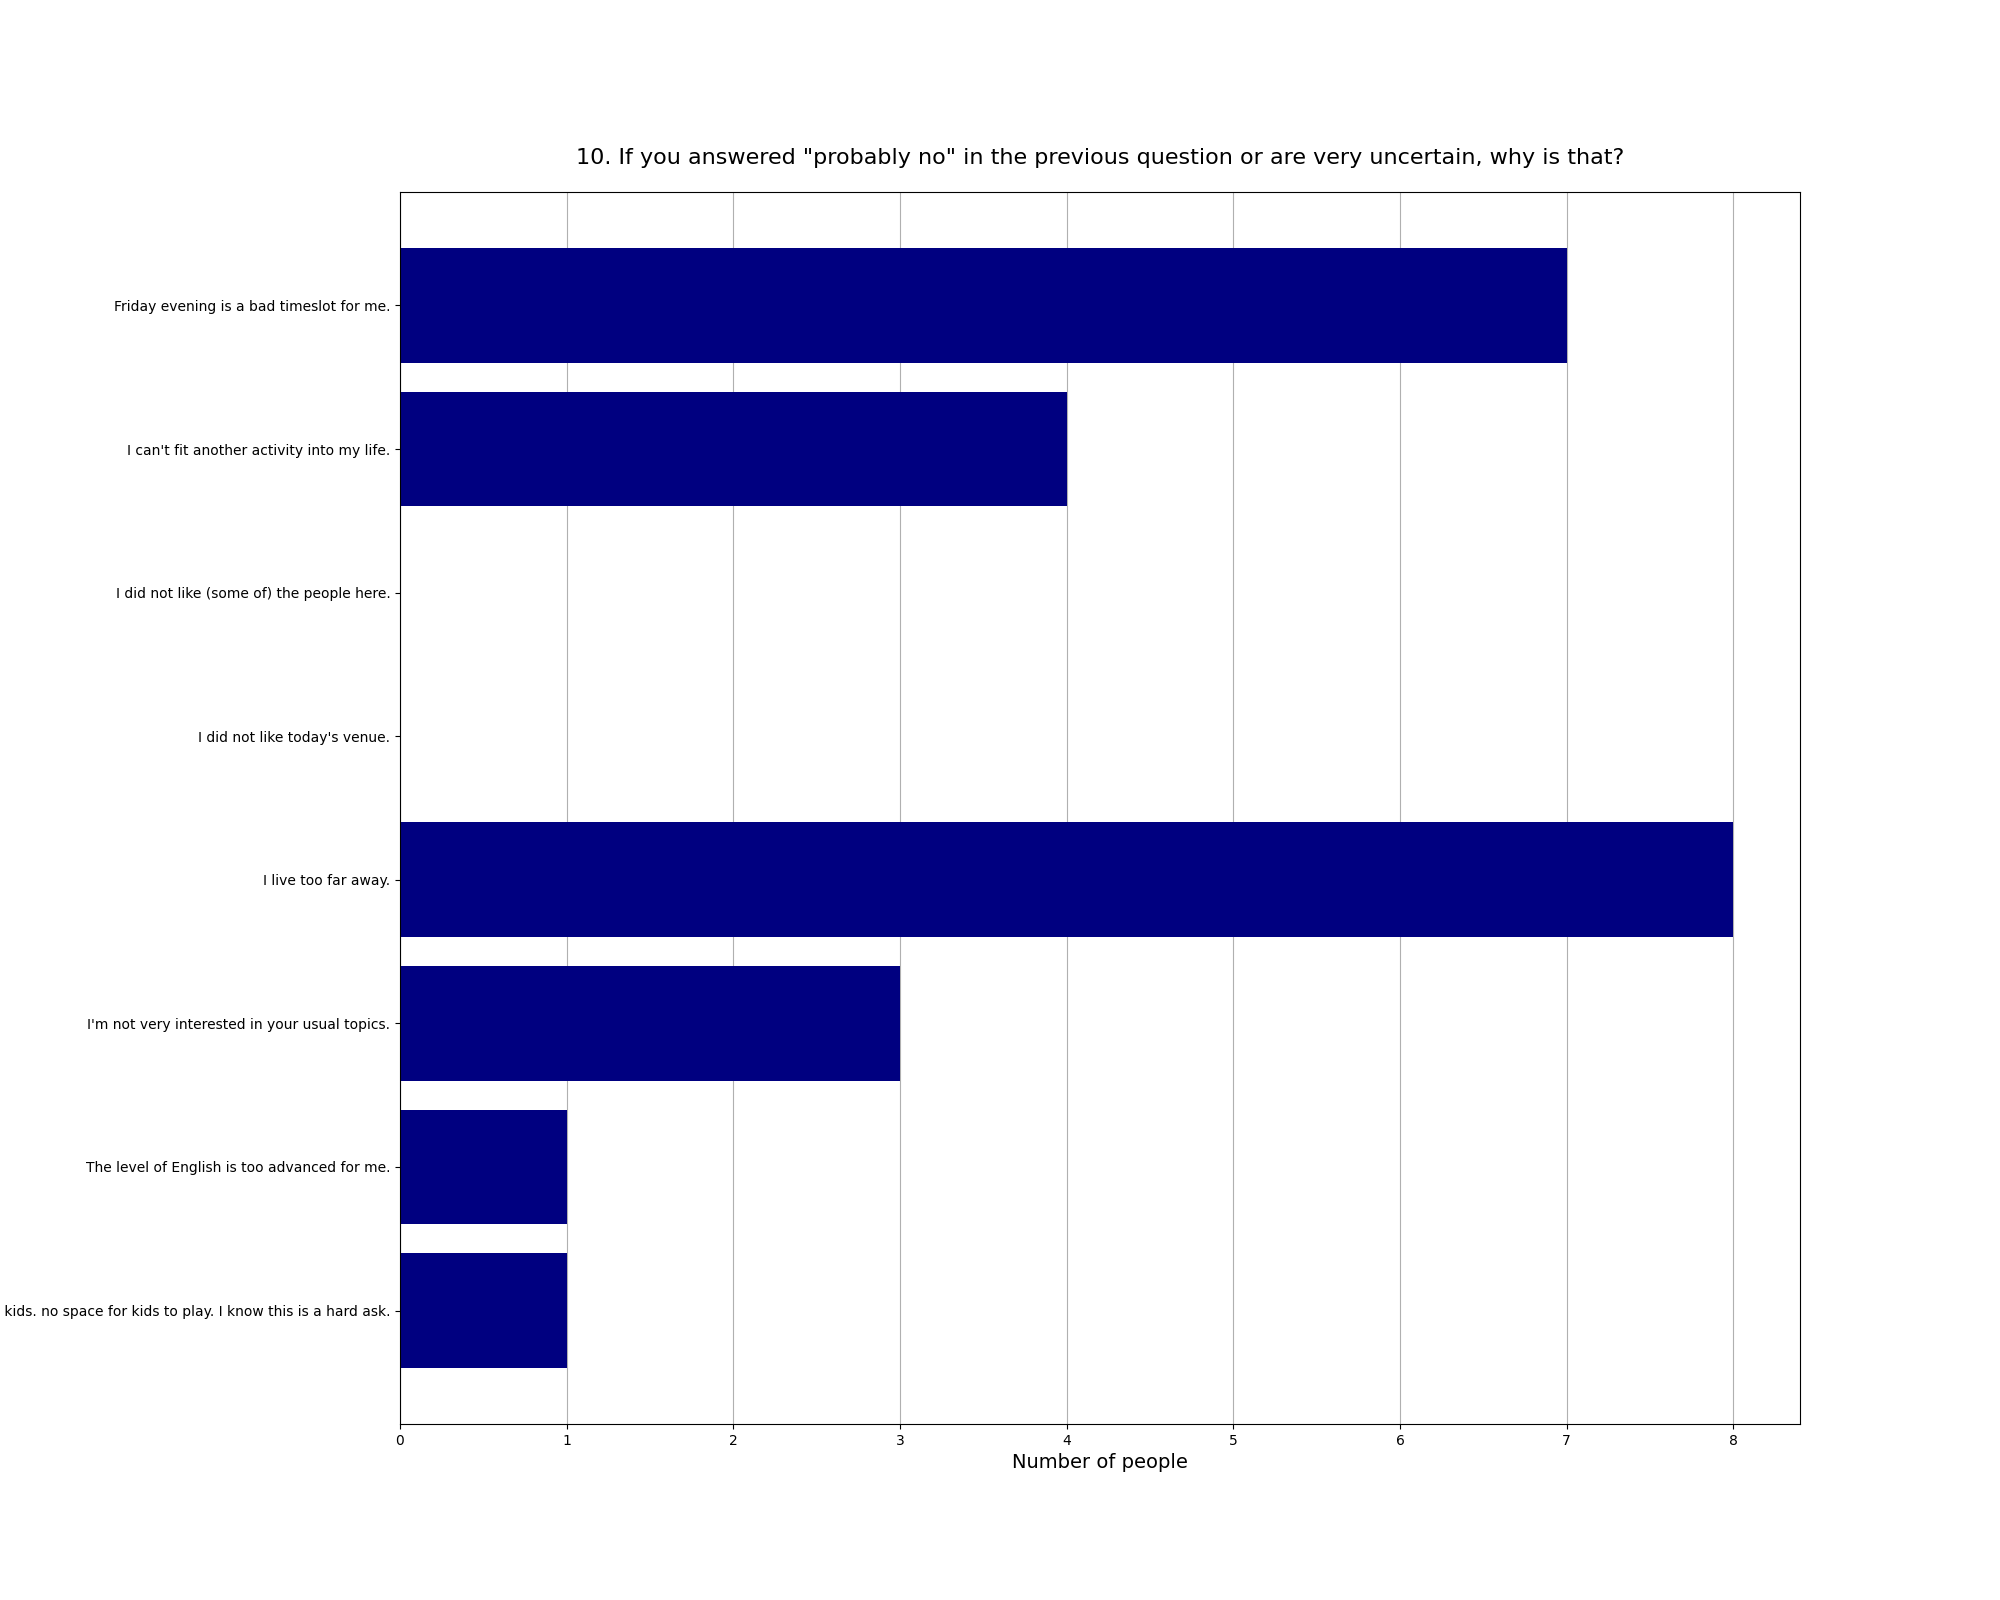 10. If you answered "probably no" in the previous question or are very uncertain, why is that?
Friday evening is a bad timeslot for me.
I can't fit another activity into my life.
I did not like (some of) the people here.
I did not like today's venue.
I live too far away.
I'm not very interested in your usual topics.
The level of English is too advanced for me.
kids. no space for kids to play. I know this is a hard ask.
0 1 2 3 4 5 6 7 8
Number of people